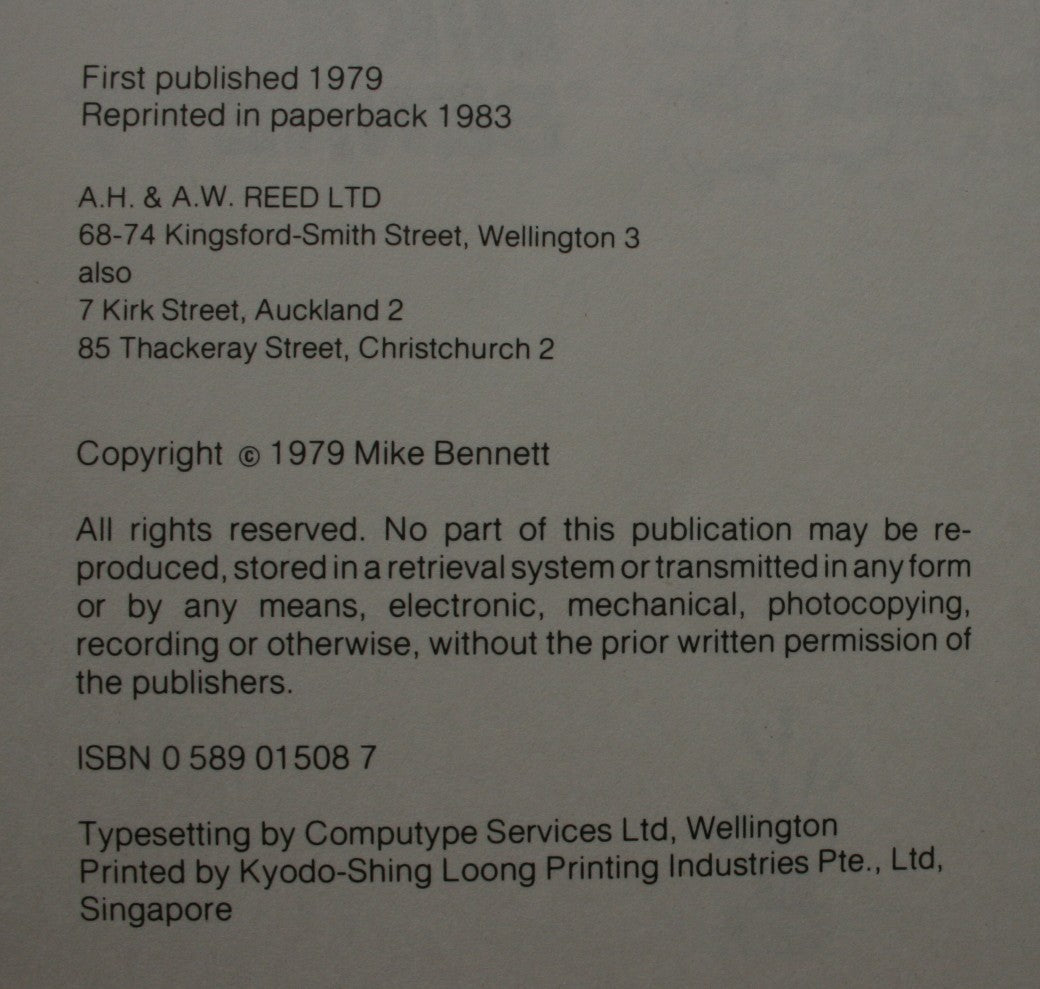 First published 1979
Reprinted in paperback 1983
A.H. & A.W. REED LTD
68-74 Kingsford-Smith Street, Wellington 3
also
7 Kirk Street, Auckland 2
85 Thackeray Street, Christchurch 2
Copyright © 1979 Mike Bennett
All rights reserved. No part of this publication may be re-
produced, stored in a retrieval system or transmitted in any form
or by any means, electronic, mechanical, photocopying,
recording or otherwise, without the prior written permission of
the publishers.
ISBN 0 589 01508 7
Typesetting by Computype Services Ltd, Wellington
Printed by Kyodo-Shing Loong Printing Industries Pte., Ltd,
Singapore